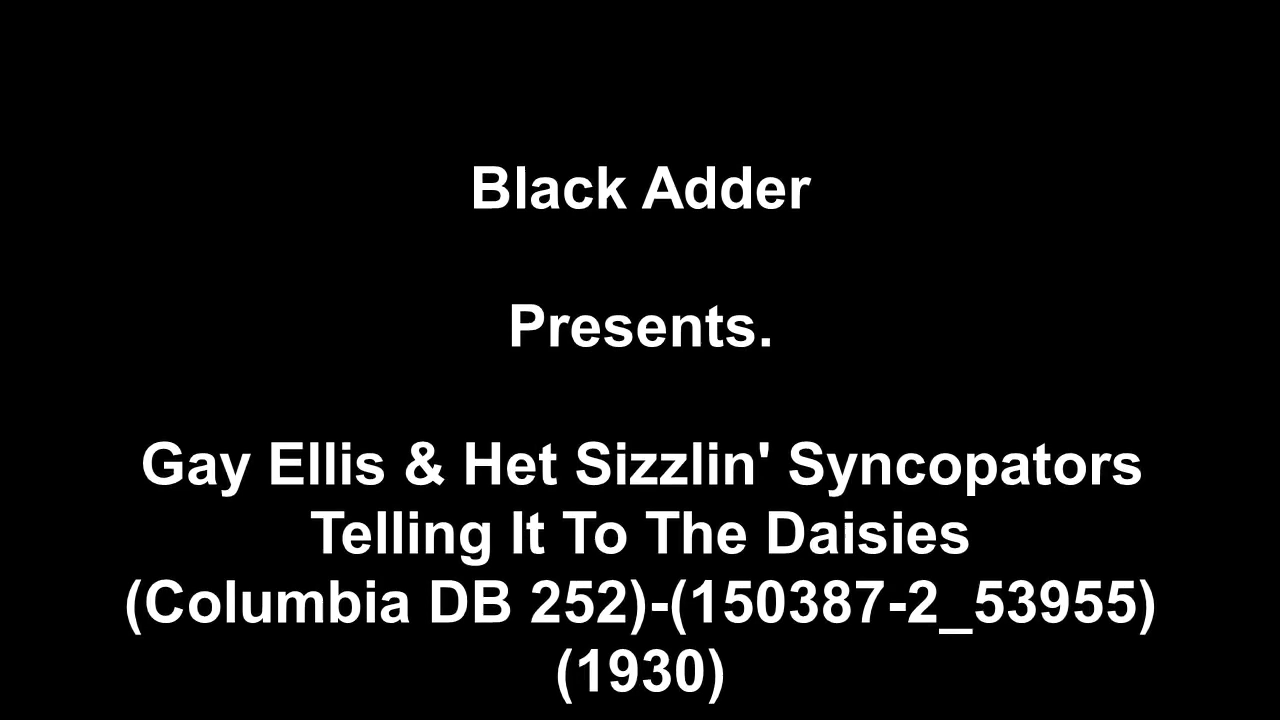 Black Adder
Presents.
Gay Ellis & Het Sizzlin' Syncopators
Telling It To The Daisies
(Columbia DB 252)-(150387-2_53955)
(1930)